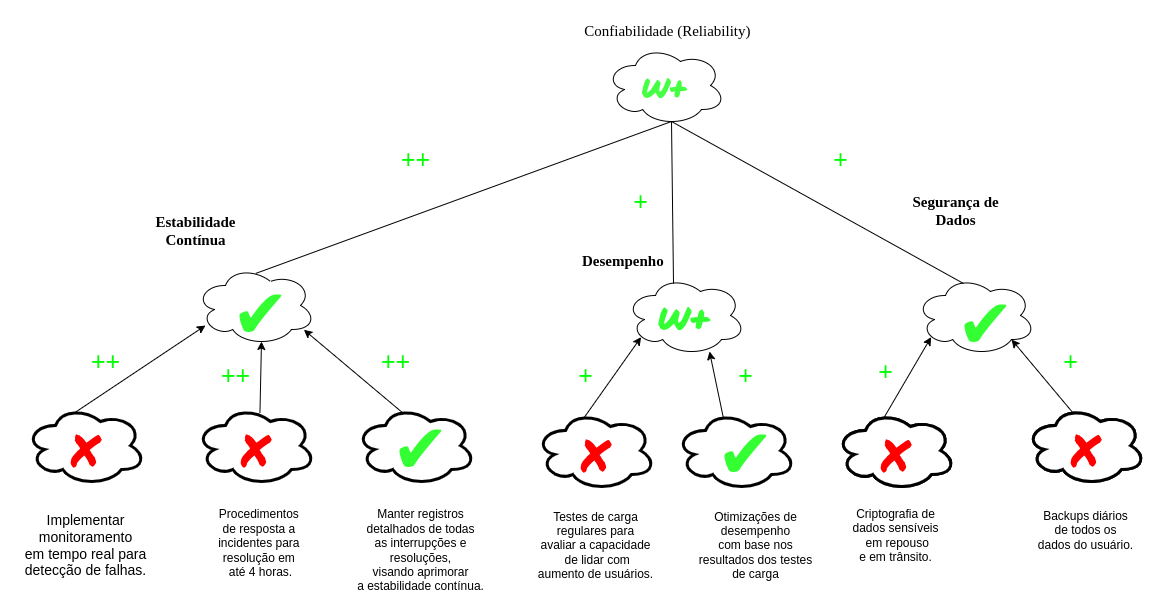 Confiabilidade (Reliability)
W+
++
+
+
Estabilidade
Contínua
Desempenho
Segurança de
Dados
✔
W+
✔
++
++
++
+
+
+
+
✘
✘
✔
✘
✔
✘
✘
Implementar
monitoramento
em tempo real para
detecção de falhas.
Procedimentos
de resposta a
incidentes para
resolução em
até 4 horas.
Manter registros
detalhados de todas
as interrupções e
resoluções,
visando aprimorar
a estabilidade contínua.
Testes de carga
regulares para
avaliar a capacidade
de lidar com
aumento de usuários.
Otimizações de
desempenho
com base nos
resultados dos testes
de carga
Criptografia de
dados sensíveis
em repouso
e em trânsito.
Backups diários
de todos os
dados do usuário.